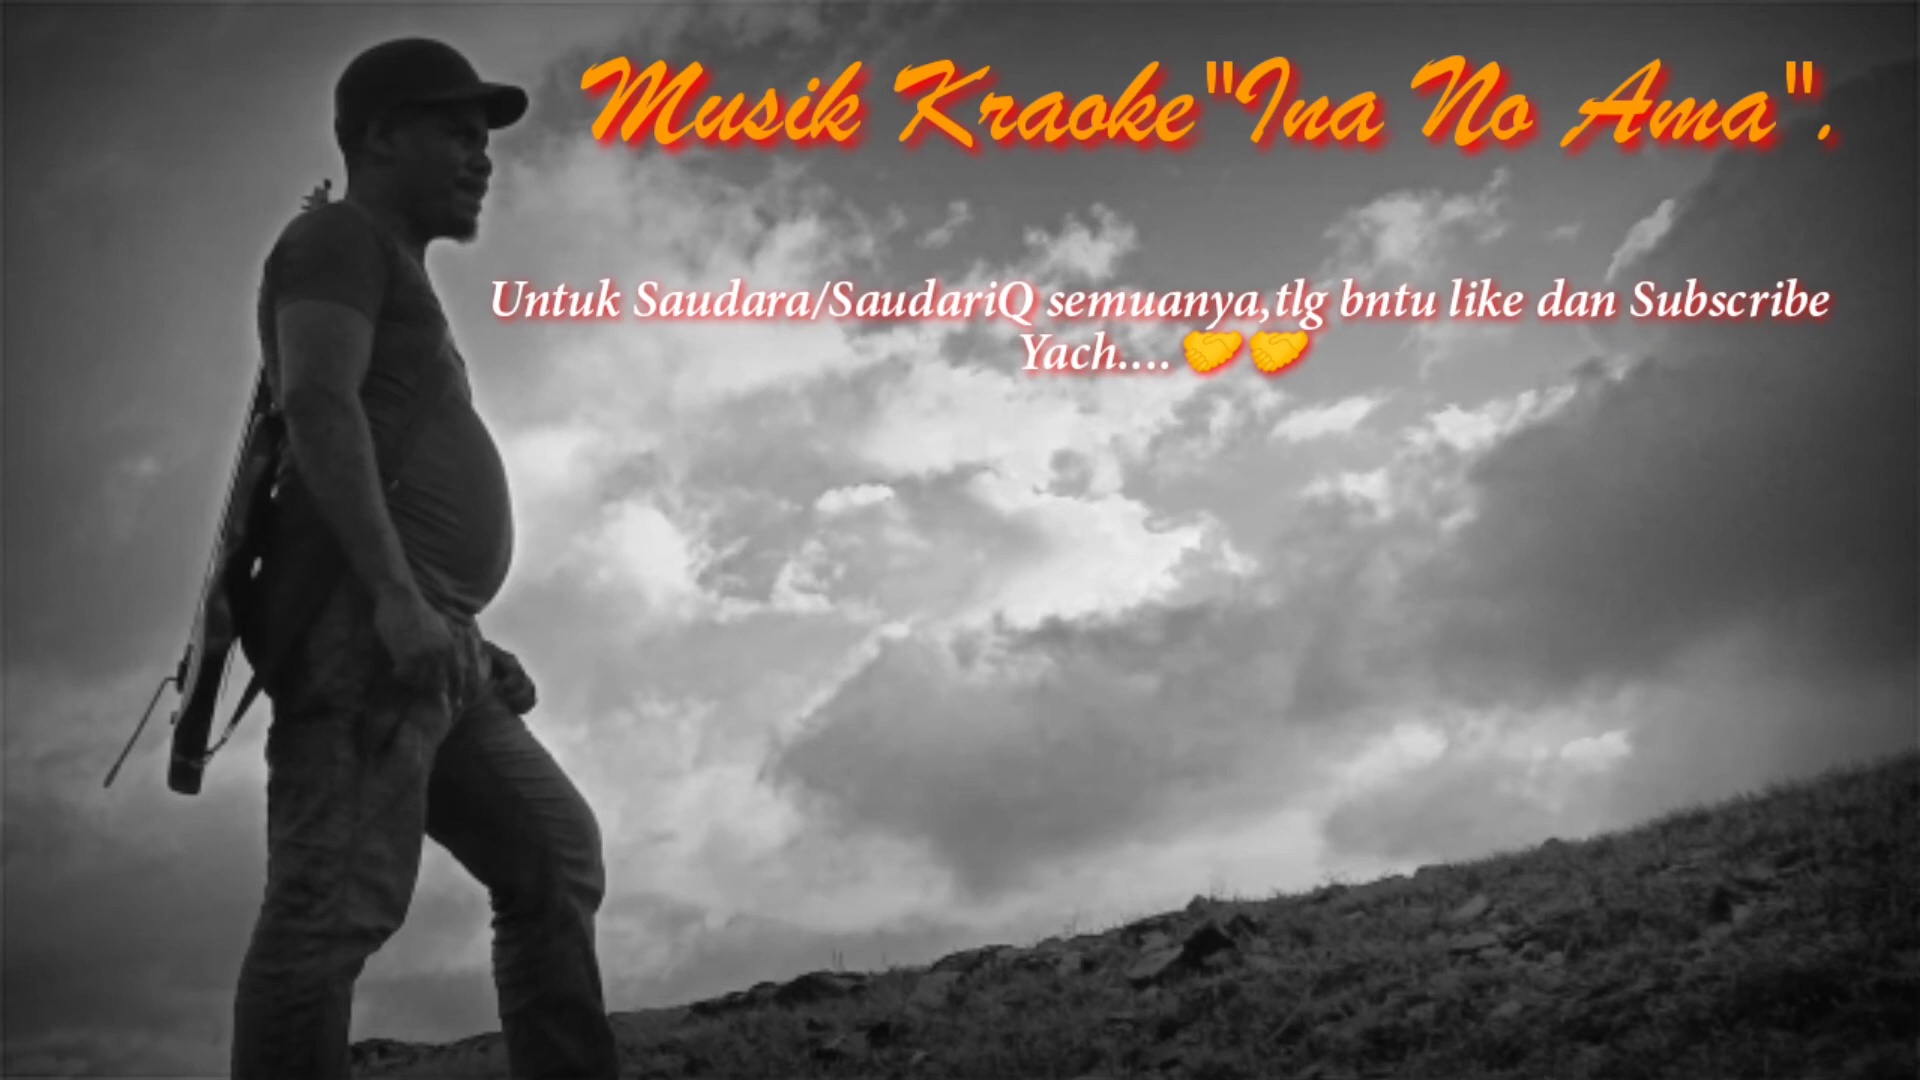 Musik Kraoke"Ina No Ama".
Untuk Saudara/SaudariQ semuanya,tlg bntu like dan Subscribe
Yach....🤝🤝